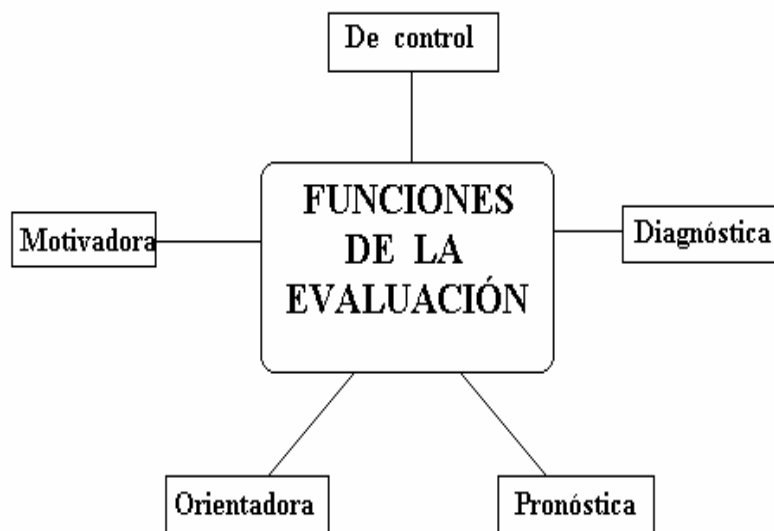 De control
FUNCIONES
DE LA
EVALUACIÓN
Motivadora
Diagnóstica
Orientadora
Pronóstica